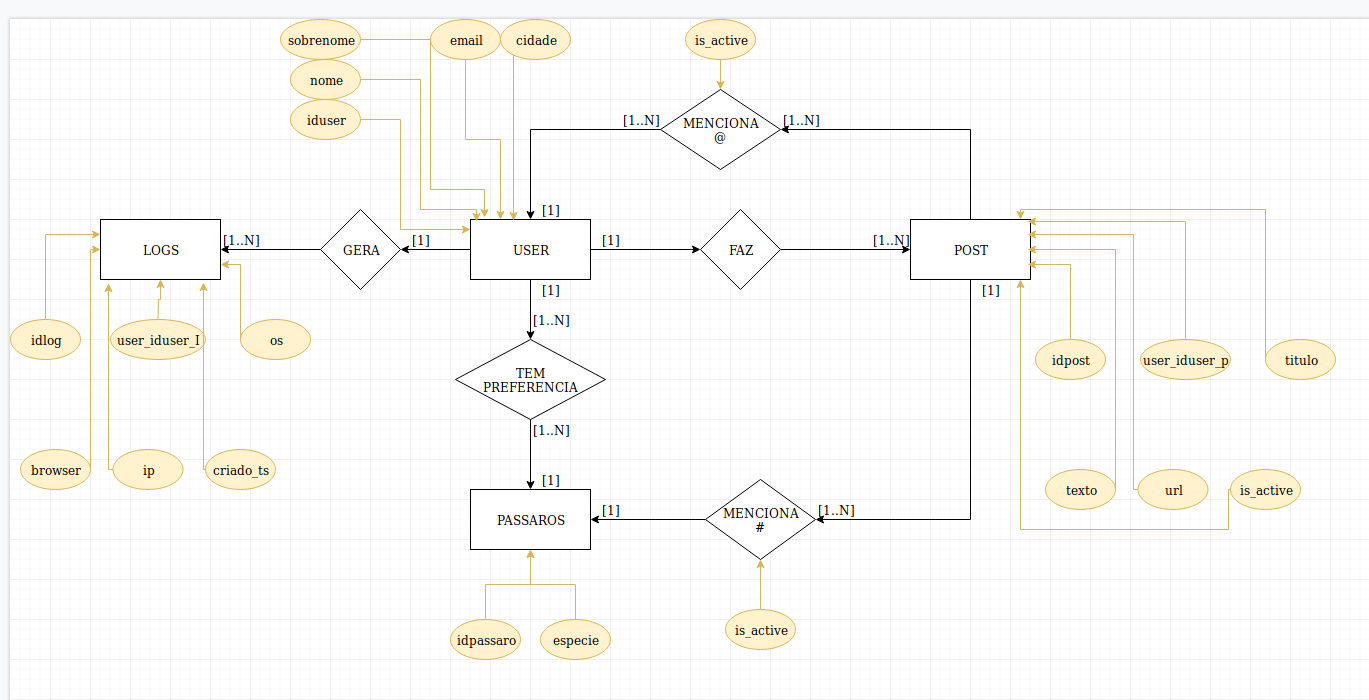 sobrenome
email
cidade
is_active
nome
iduser
[1..N]
MENCIONA
@
[1..N]
[1]
LOGS
[1..N]
GERA
[1]
USER
[1]
FAZ
[1..N]
POST
[1]
[1]
[1..N]
idlog
user_iduser_l
os
TEM
PREFERENCIA
idpost
user_iduser_p
titulo
[1..N]
browser
ip
criado_ts
[1]
PASSAROS
[1]
MENCIONA
#
[1..N]
texto
url
is_active
idpassaro
especie
is_active